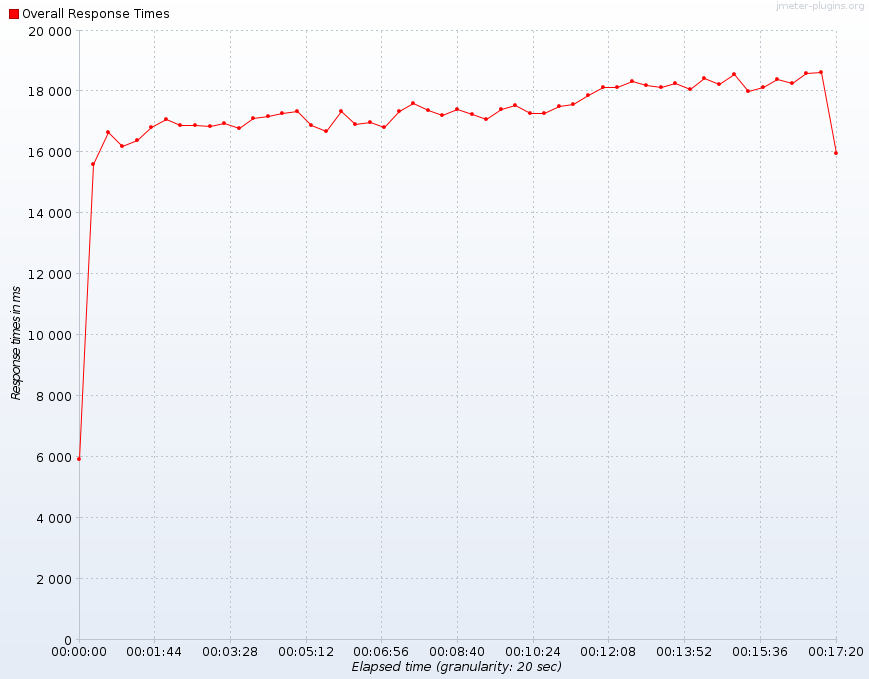 jmeter-plugins.org
Overall Response Times
20 000
18 000
16 000
14 000
12 000
10 000
8 000
6 000
4 000
2 000
0
Response times in ms
00:00:00 00:01:44 00:03:28 00:05:12 00:06:56 00:08:40 00:10:24 00:12:08 00:13:52 00:15:36 00:17:20
Elapsed time (granularity: 20 sec)